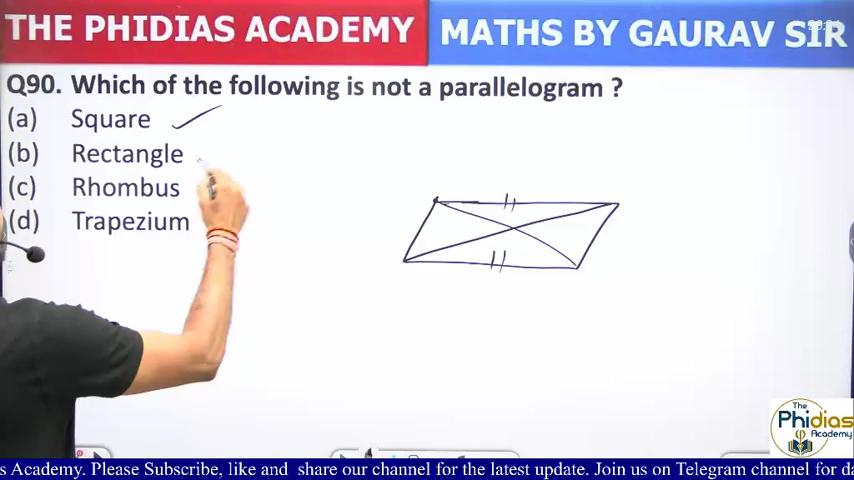 THE PHIDIAS ACADEMY
MATHS BY GAURAV SIR
Q90. Which of the following is not a parallelogram ?
(a) Square
(b) Rectangle
(c) Rhombus
(d) Trapezium
The
Phidias
Academy
s Academy. Please Subscribe, like and share our channel for the latest update. Join us on Telegram channel for da